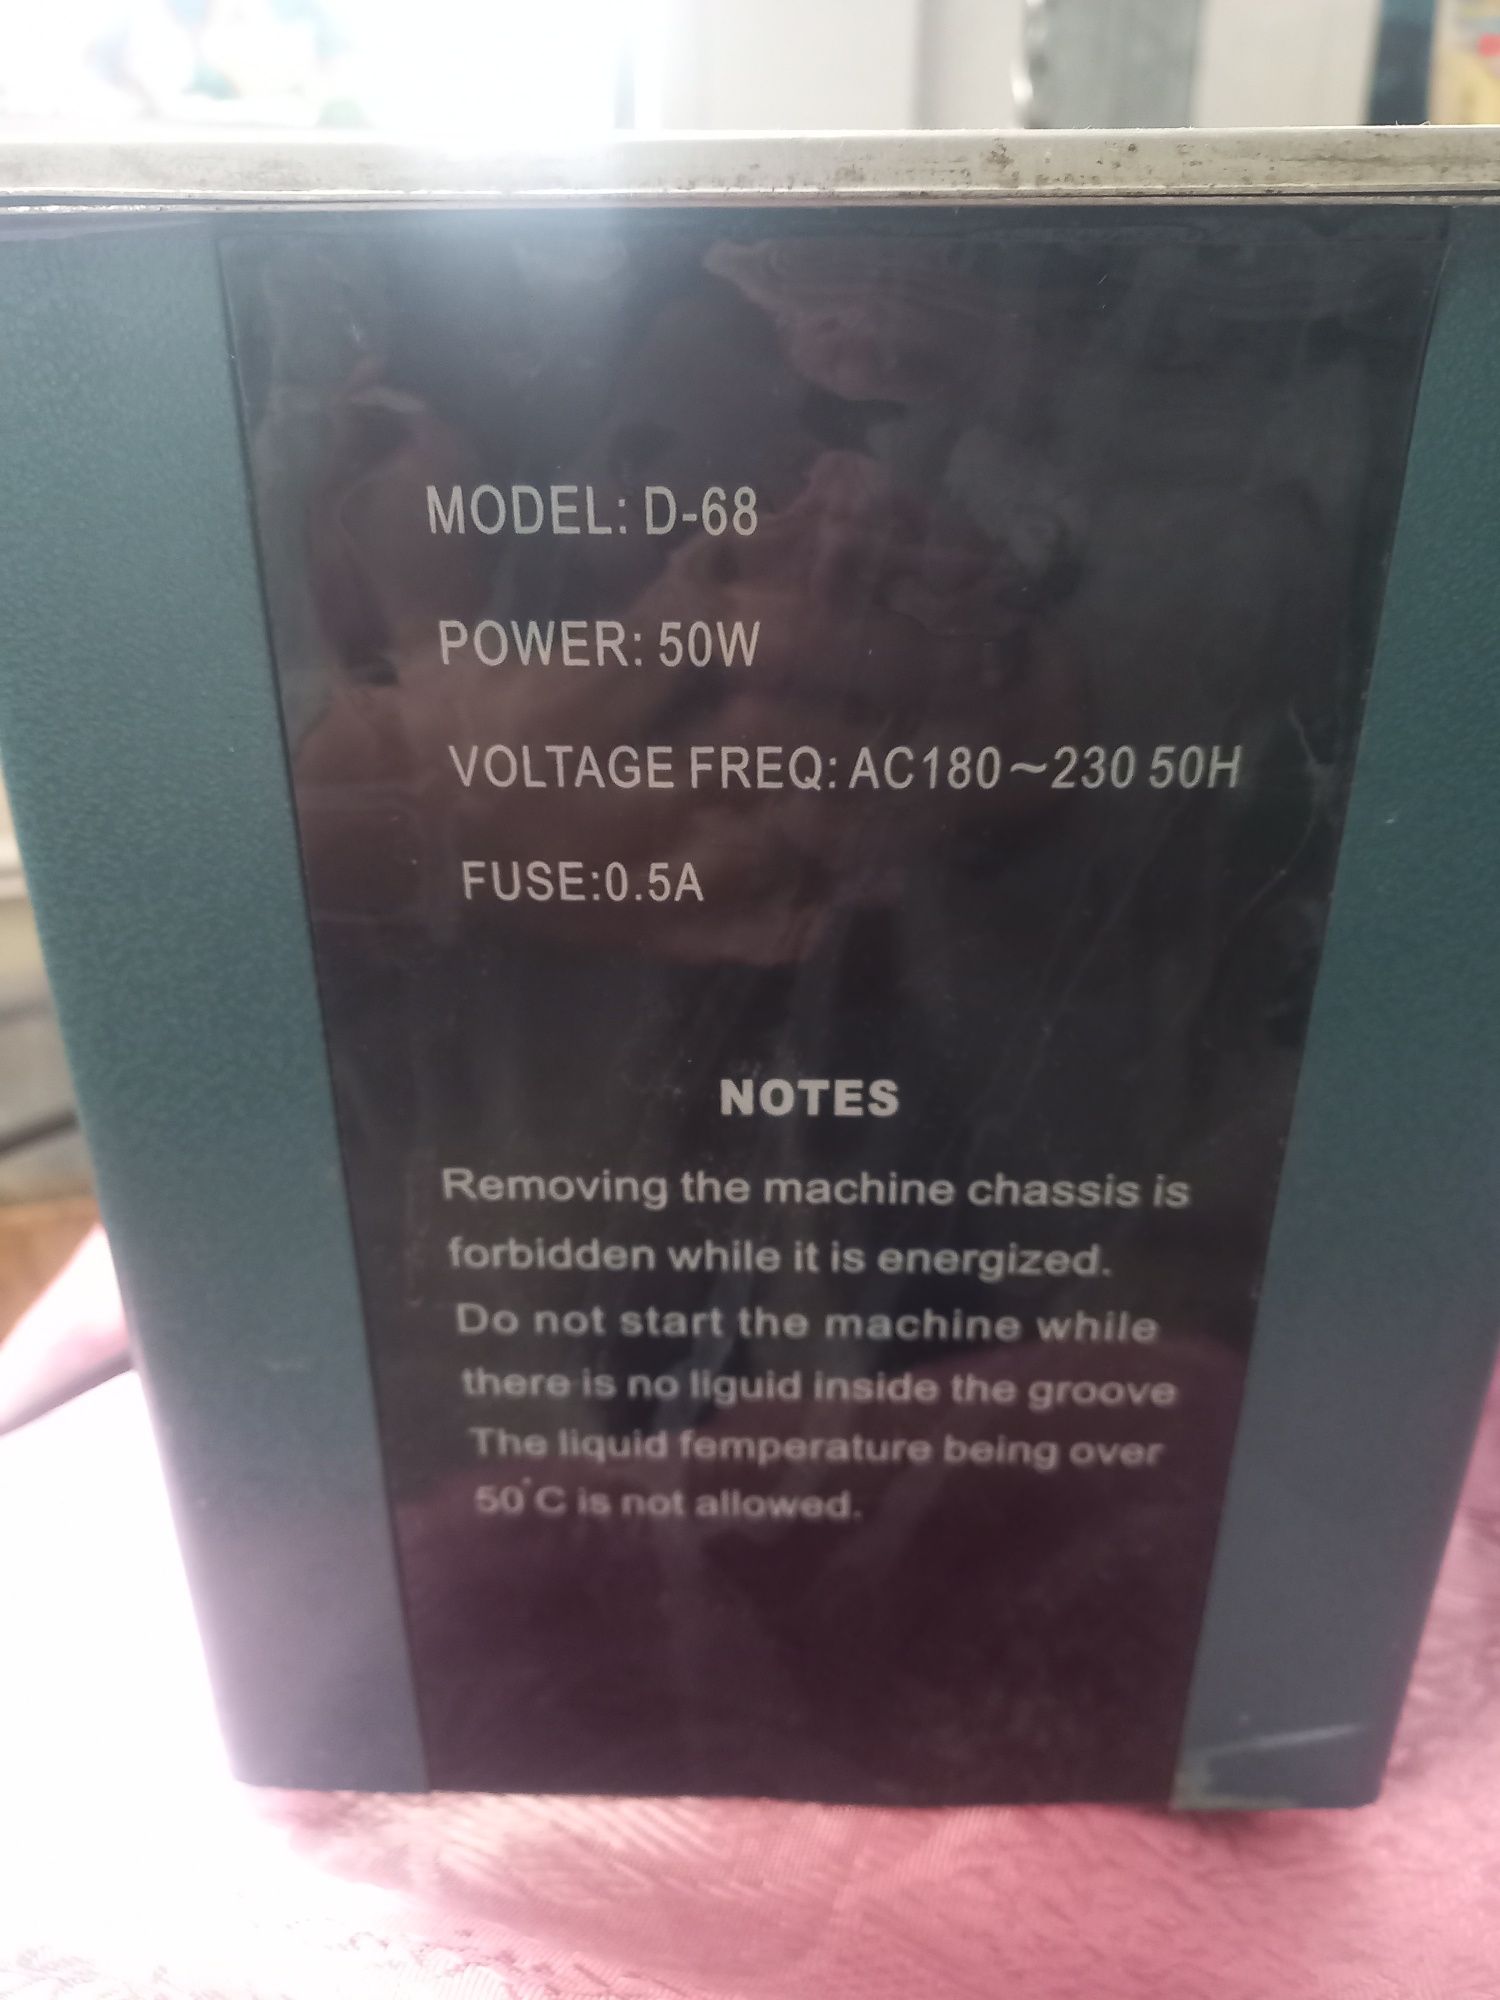 MODEL: D-68
POWER: 50W
VOLTAGE FREQ: AC180~230 50H
FUSE:0.5A
NOTES
Removing the machine chassis is
forbidden while it is energized.
Do not start the machine while
there is no liguid inside the groove
The liquid femperature being over
50°C is not allowed.